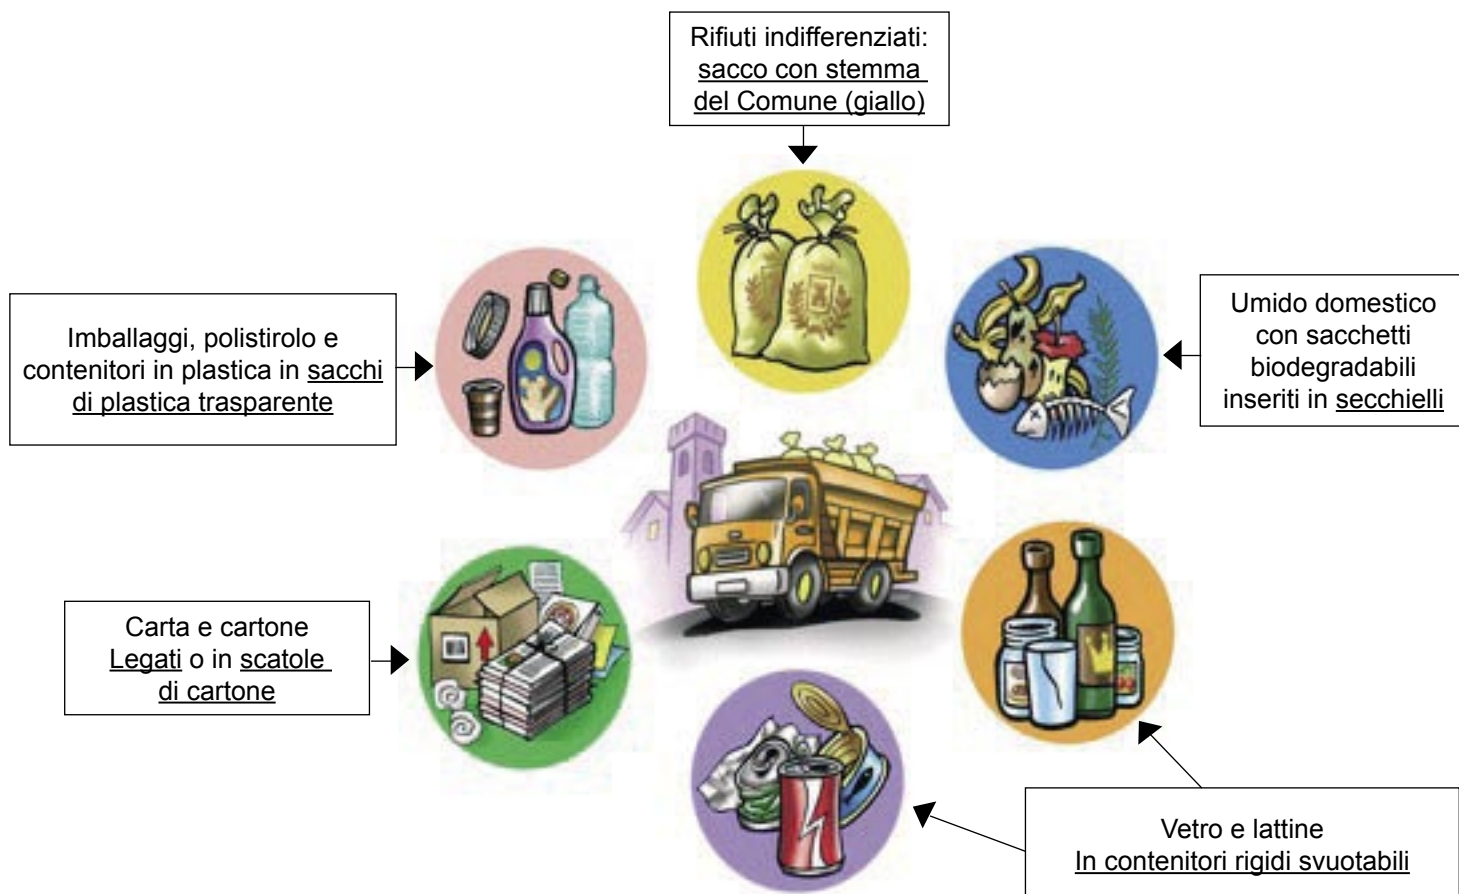 Rifiuti indifferenziati:
sacco con stemma
del Comune (giallo)
Imballaggi, polistirolo e
contenitori in plastica in sacchi
di plastica trasparente
Umido domestico
con sacchetti
biodegradabili
inseriti in secchielli
Carta e cartone
Legati o in scatole
di cartone
Vetro e lattine
In contenitori rigidi svuotabili